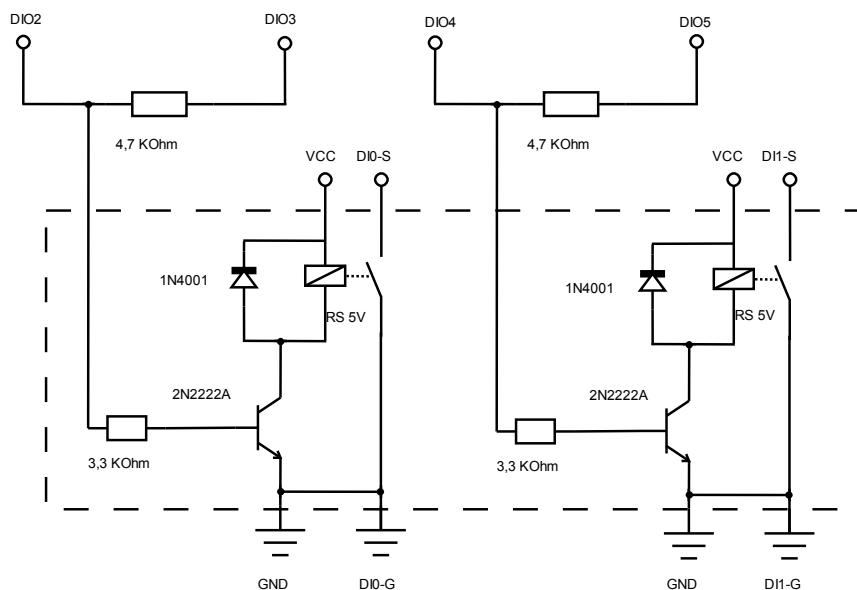 DIO2 DIO3 DIO4 DIO5
4,7 KOhm 4,7 KOhm
VCC DI0-S VCC DI1-S
1N4001 1N4001
RS 5V RS 5V
2N2222A 2N2222A
3,3 KOhm 3,3 KOhm
GND DI0-G GND DI1-G